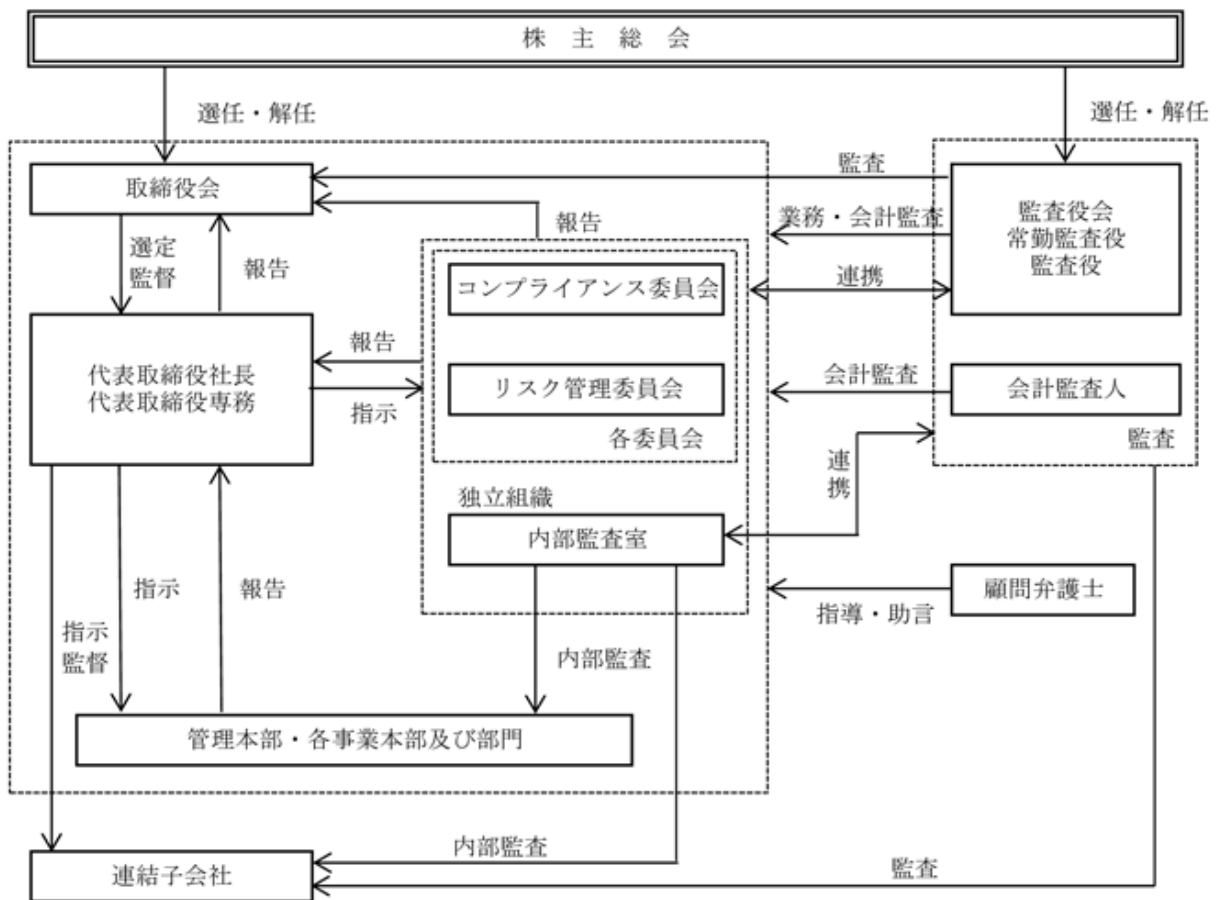 株主総会
選任・解任
選任・解任
取締役会
監査
監査役会
常勤監査役
監査役
業務・会計監査
報告
選定
監督
報告
コンプライアンス委員会
連携
代表取締役社長
代表取締役専務
報告
指示
リスク管理委員会
各委員会
会計監査
会計監査人
監査
連
携
独立組織
内部監査室
指示
報告
顧問弁護士
指導・助言
指示
監督
内部監査
管理本部・各事業本部及び部門
内部監査
監査
連結子会社